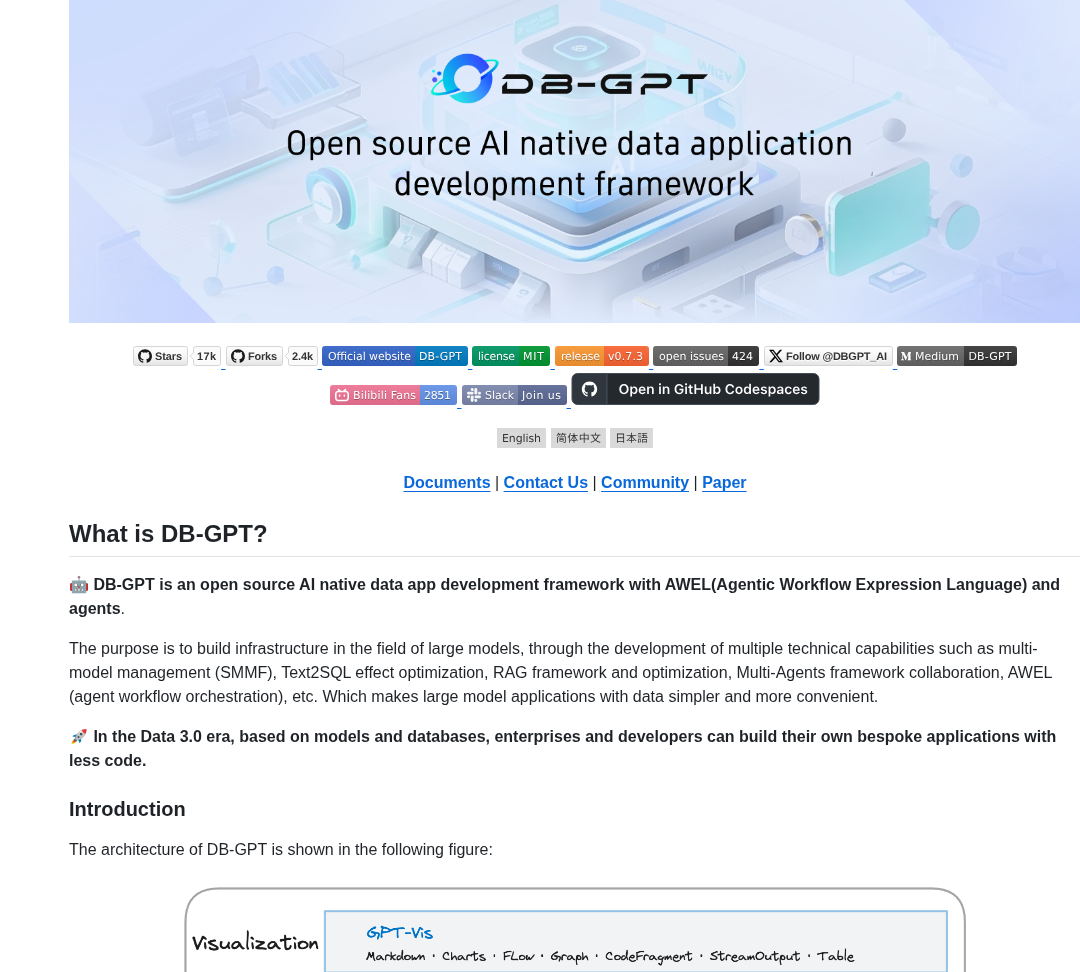 DB-GPT
Open source AI native data application
development framework
Stars 17k Forks 2.4k Official website DB-GPT license MIT release v0.7.3 open issues 424 Follow @DBGPT_AI Medium DB-GPT
Bilibili Fans 2851 Slack Join us Open in GitHub Codespaces
English 简体中文 日本語
Documents | Contact Us | Community | Paper
What is DB-GPT?
🤖 DB-GPT is an open source AI native data app development framework with AWEL(Agentic Workflow Expression Language) and
agents.
The purpose is to build infrastructure in the field of large models, through the development of multiple technical capabilities such as multi-
model management (SMMF), Text2SQL effect optimization, RAG framework and optimization, Multi-Agents framework collaboration, AWEL
(agent workflow orchestration), etc. Which makes large model applications with data simpler and more convenient.
🚀 In the Data 3.0 era, based on models and databases, enterprises and developers can build their own bespoke applications with
less code.
Introduction
The architecture of DB-GPT is shown in the following figure:
Visualization
GPT-Vis
Markdown · Charts · FLow · Graph · CodeFragment · StreamOutput · Table